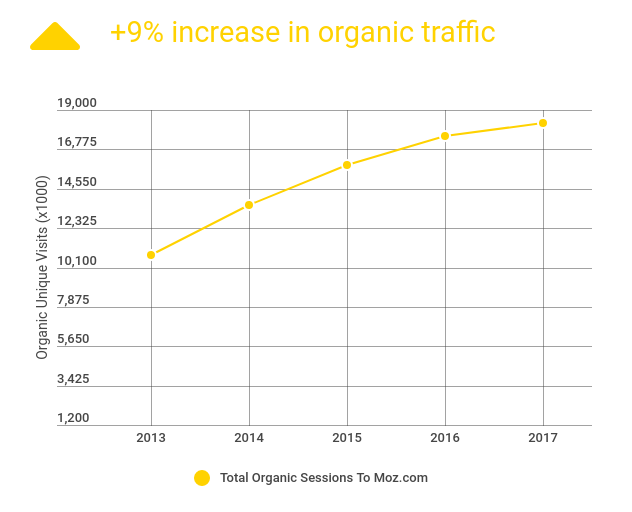 +9% increase in organic traffic
19,000
16,775
14,550
12,325
10,100
7,875
5,650
3,425
1,200
Organic Unique Visits (x1000)
2013 2014 2015 2016 2017
Total Organic Sessions To Moz.com